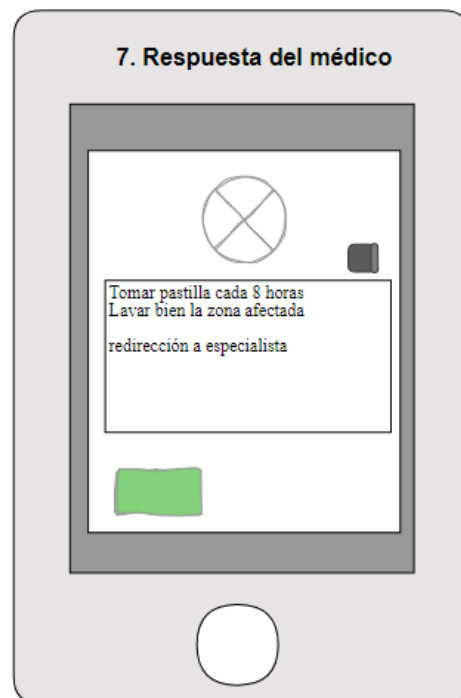 7. Respuesta del médico
Tomar pastilla cada 8 horas
Lavar bien la zona afectada
redirección a especialista